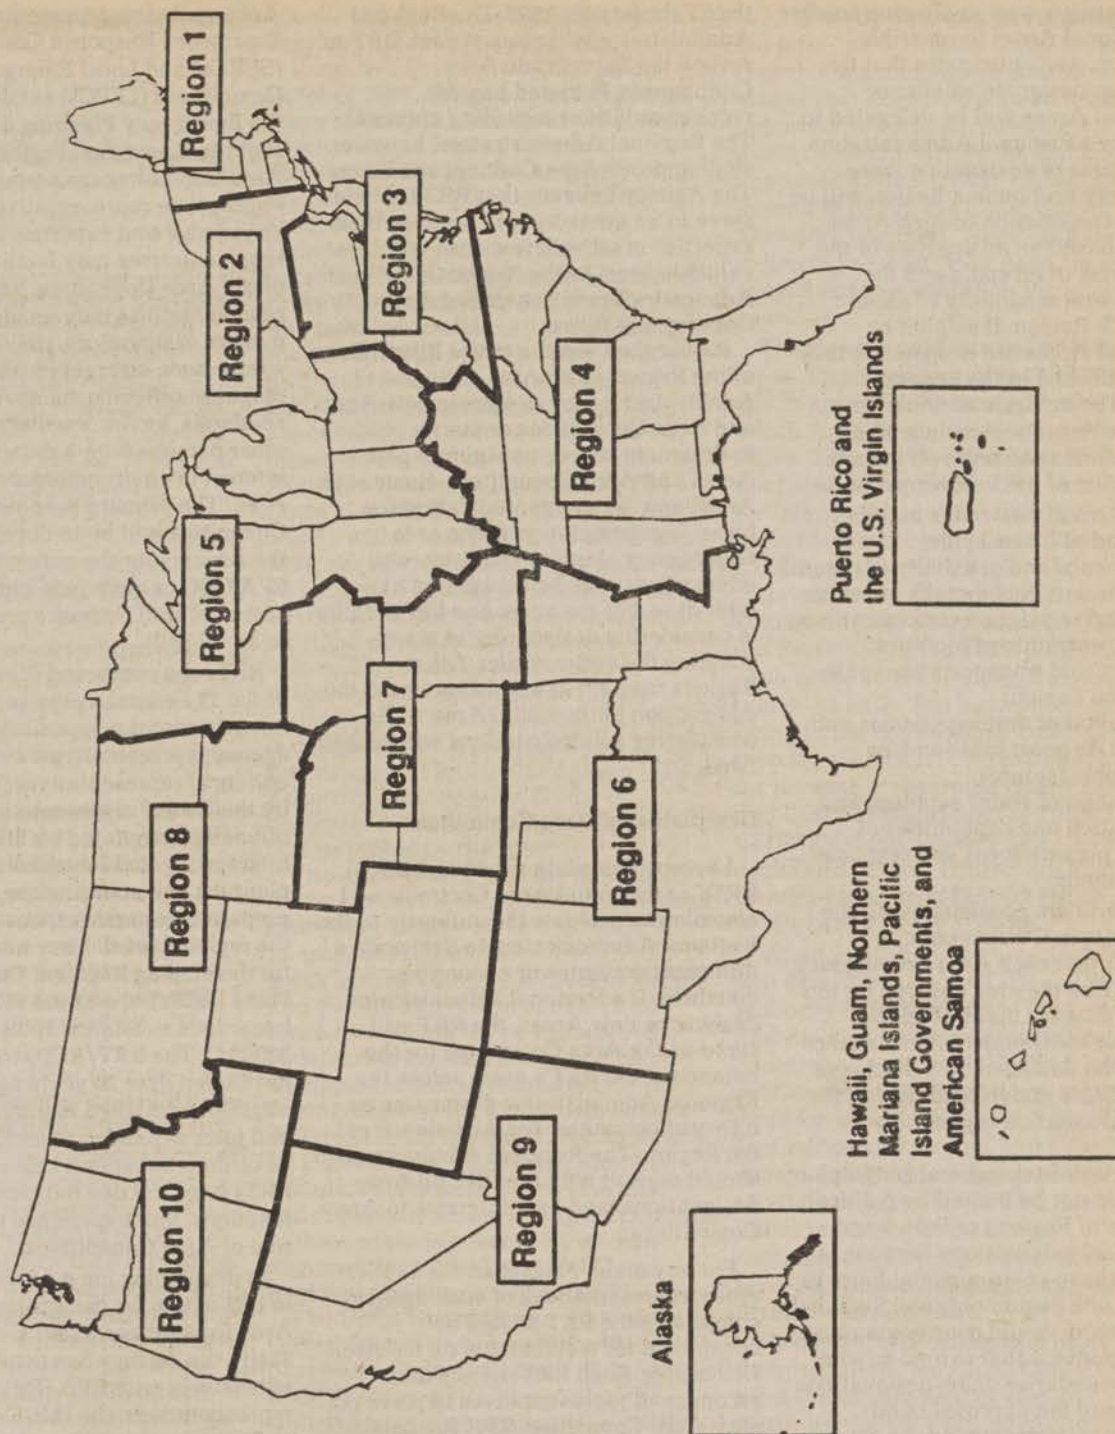 Region 1
Region 2
Region 3
Region 4
Region 5
Region 6
Region 7
Region 8
Region 9
Region 10
Alaska
Hawaii, Guam, Northern
Mariana Islands, Pacific
Island Governments, and
American Samoa
Puerto Rico and
the U.S. Virgin Islands